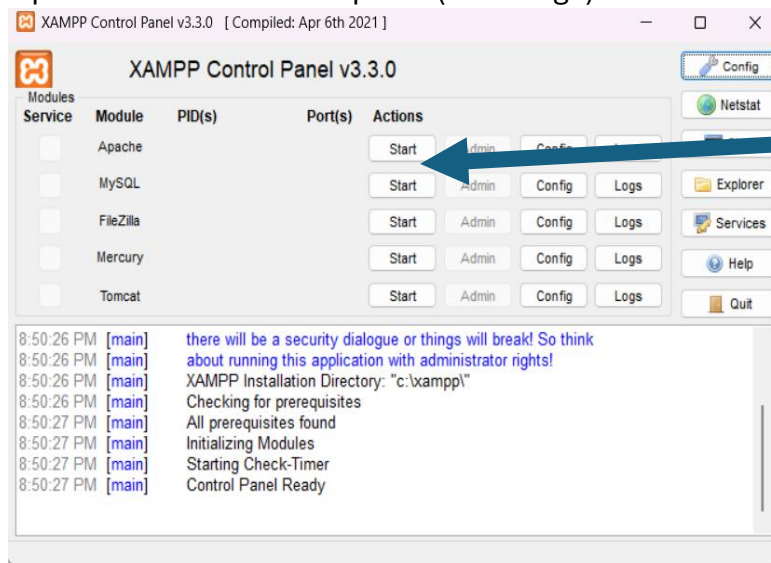 XAMPP Control Panel v3.3.0 [ Compiled: Apr 6th 2021 ]
XAMPP Control Panel v3.3.0
Config
Modules
Service Module PID(s) Port(s) Actions
Netstat
Apache Start Admin Config Logs
MySQL Start Admin Config Logs
Explorer
FileZilla Start Admin Config Logs
Services
Mercury Start Admin Config Logs
Help
Tomcat Start Admin Config Logs
Quit
8:50:26 PM [main] there will be a security dialogue or things will break! So think
8:50:26 PM [main] about running this application with administrator rights!
8:50:26 PM [main] XAMPP Installation Directory: "c:\xampp\"
8:50:26 PM [main] Checking for prerequisites
8:50:27 PM [main] All prerequisites found
8:50:27 PM [main] Initializing Modules
8:50:27 PM [main] Starting Check-Timer
8:50:27 PM [main] Control Panel Ready